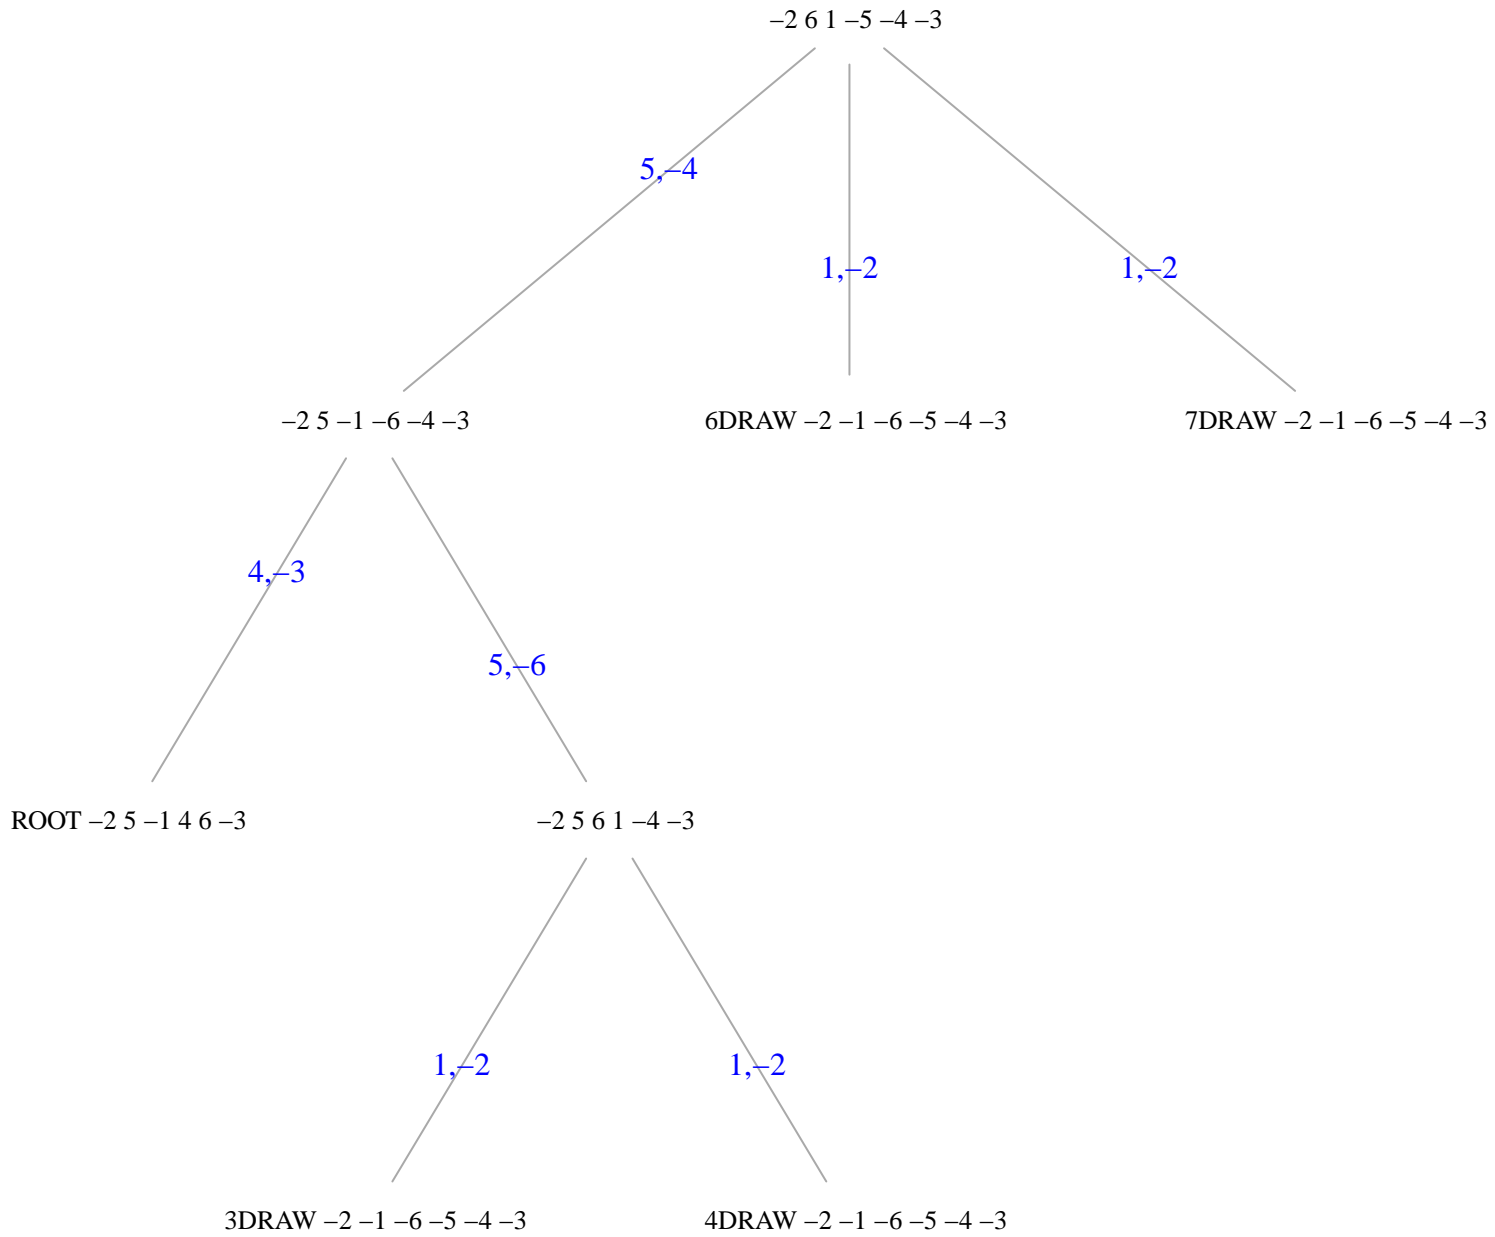 –2 6 1 –5 –4 –3
5,–4
1,–2
1,–2
–2 5 –1 –6 –4 –3
6DRAW –2 –1 –6 –5 –4 –3
7DRAW –2 –1 –6 –5 –4 –3
4,–3
5,–6
ROOT –2 5 –1 4 6 –3
–2 5 6 1 –4 –3
1,–2
1,–2
3DRAW –2 –1 –6 –5 –4 –3
4DRAW –2 –1 –6 –5 –4 –3